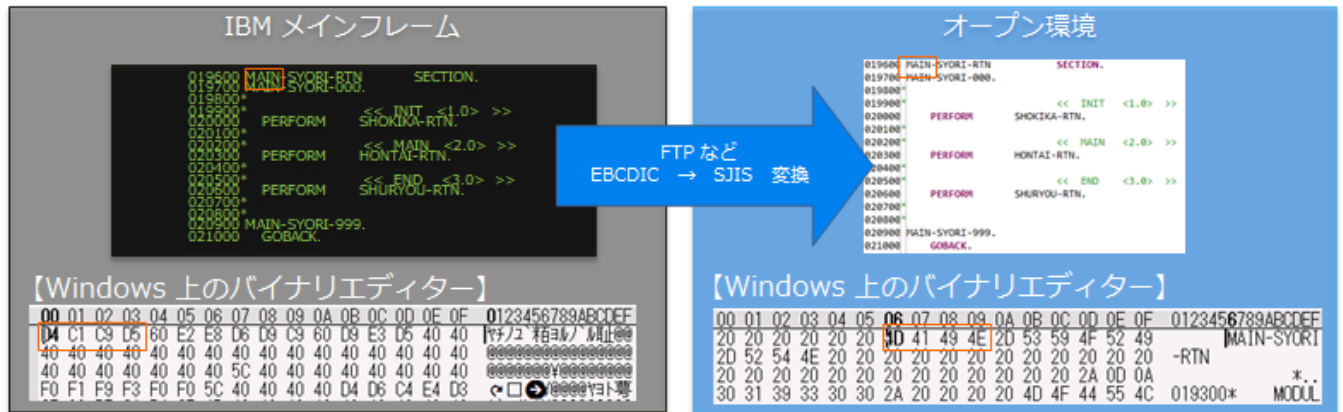 IBM メインフレーム
019600 MAIN-SYORI-RTN SECTION.
019700 MAIN-SYORI-000.
019800*
019900* << INIT <1.0> >>
020000 PERFORM SHOKIKA-RTN.
020100*
020200* << MAIN <2.0> >>
020300 PERFORM HONTAI-RTN.
020400*
020500* << END <3.0> >>
020600 PERFORM SHURYOU-RTN.
020700*
020800*
020900 MAIN-SYORI-999.
021000 GOBACK.
【Windows 上のバイナリエディター】
00 01 02 03 04 05 06 07 08 09 0A 0B 0C 0D 0E 0F 0123456789ABCDEF
D4 C1 C9 D5 60 E2 E8 D6 D9 C9 60 D9 E3 D5 40 40
40 40 40 40 40 40 40 40 40 40 40 40 40 40 40 40 @@@@@@@@@@@@@@@@
40 40 40 40 40 40 40 5C 40 40 40 40 40 40 40 40 @@@@@@@¥@@@@@@@@
F0 F1 F9 F3 F0 F0 5C 40 40 40 40 D4 D6 C4 E4 D3
FTP など
EBCDIC → SJIS 変換
オープン環境
019600 MAIN-SYORI-RTN SECTION.
019700 MAIN-SYORI-000.
019800*
019900* << INIT <1.0> >>
020000 PERFORM SHOKIKA-RTN.
020100*
020200* << MAIN <2.0> >>
020300 PERFORM HONTAI-RTN.
020400*
020500* << END <3.0> >>
020600 PERFORM SHURYOU-RTN.
020700*
020800*
020900 MAIN-SYORI-999.
021000 GOBACK.
【Windows 上のバイナリエディター】
00 01 02 03 04 05 06 07 08 09 0A 0B 0C 0D 0E 0F 0123456789ABCDEF
20 20 20 20 20 20 4D 41 49 4E 2D 53 59 4F 52 49 MAIN-SYORI
2D 52 54 4E 20 20 20 20 20 20 20 20 20 20 20 20 -RTN
20 20 20 20 20 20 20 20 20 20 20 20 20 2A 0D 0A *..
30 31 39 33 30 30 2A 20 20 20 20 4D 4F 44 55 4C 019300* MODUL